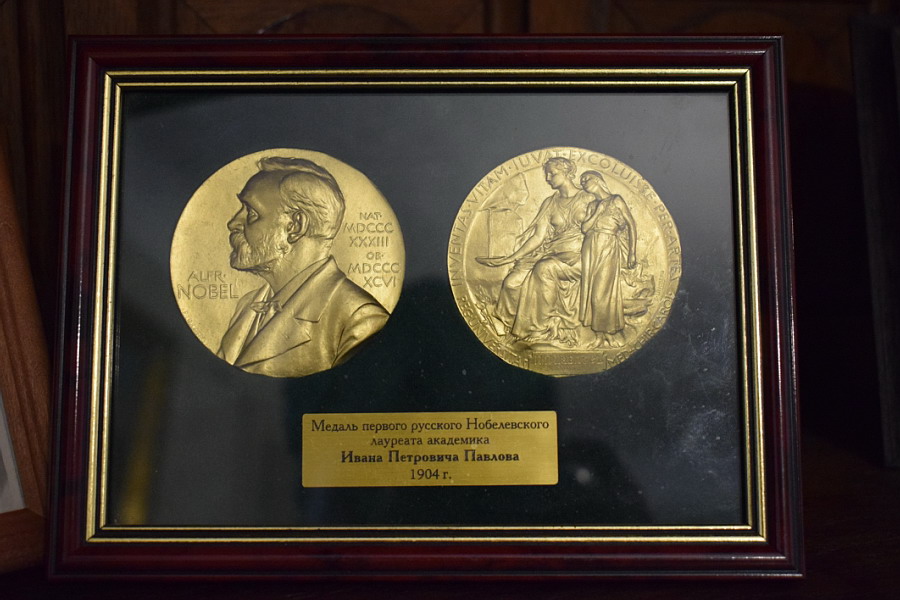 ALFR·
NOBEL
NAT·
MDCCC
XXXIII
OB·
MDCCC
XCVI
INVENTAS·VITAM·JUVAT·EXCOLUISSE·PER·ARTES
Медаль первого русского Нобелевского
лауреата академика
Ивана Петровича Павлова
1904 г.